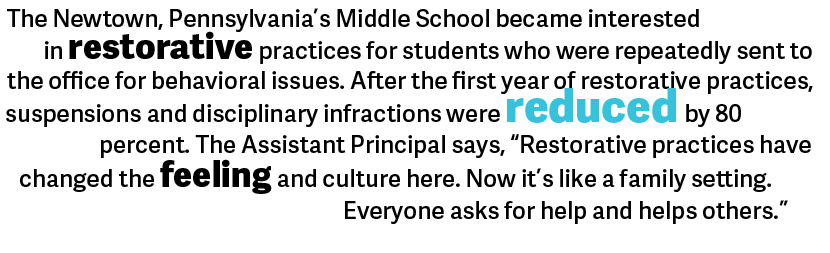 The Newtown, Pennsylvania’s Middle School became interested
in restorative practices for students who were repeatedly sent to
the office for behavioral issues. After the first year of restorative practices,
suspensions and disciplinary infractions were reduced by 80
percent. The Assistant Principal says, “Restorative practices have
changed the feeling and culture here. Now it’s like a family setting.
Everyone asks for help and helps others.”